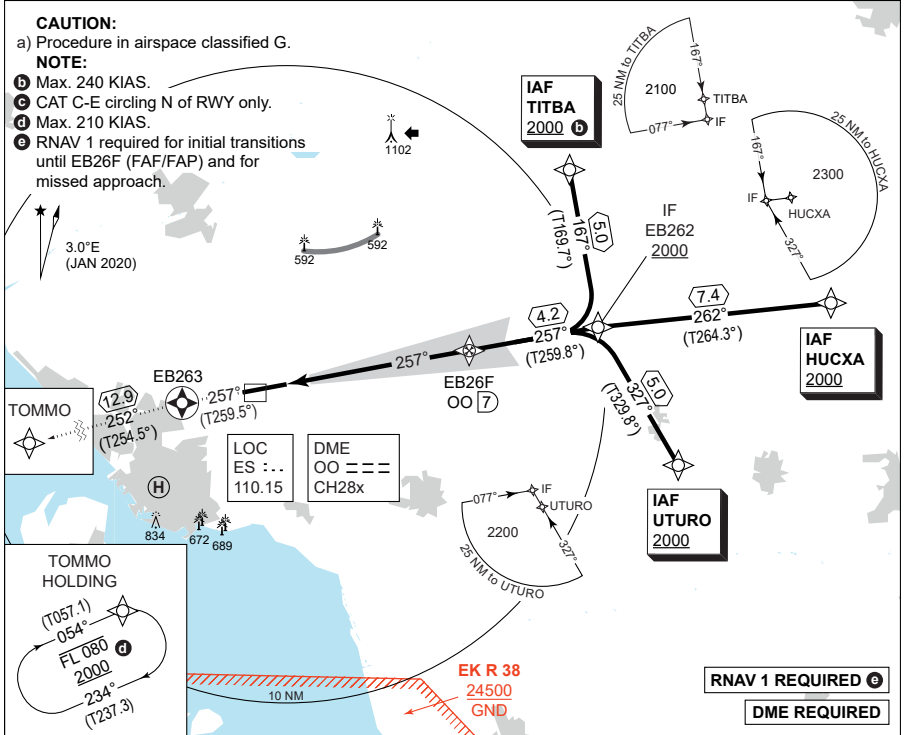 CAUTION:
a) Procedure in airspace classified G.
NOTE:
b Max. 240 KIAS.
c CAT C-E circling N of RWY only.
d Max. 210 KIAS.
e RNAV 1 required for initial transitions
until EB26F (FAF/FAP) and for
missed approach.
3.0°E
(JAN 2020)
1102
592
592
IAF
TITBA
2000 b
25 NM to TITBA
167°
2100
TITBA
077°
IF
25 NM to HUCXA
167°
2300
IF
HUCXA
327°
5.0
167°
(T169.7°)
IF
EB262
2000
7.4
262°
(T264.3°)
IAF
HUCXA
2000
4.2
257°
(T259.8°)
257°
EB26F
OO 7
5.0
327°
(T329.8°)
IAF
UTURO
2000
EB263
257°
(T259.5°)
12.9
252°
(T254.5°)
TOMMO
LOC
ES :..
110.15
DME
OO – – –
CH28x
H
834
672
689
077°
IF
UTURO
2200
327°
25 NM to UTURO
TOMMO
HOLDING
(T057.1)
054°
FL 080 d
2000
234°
(T237.3)
10 NM
EK R 38
24500
GND
RNAV 1 REQUIRED e
DME REQUIRED